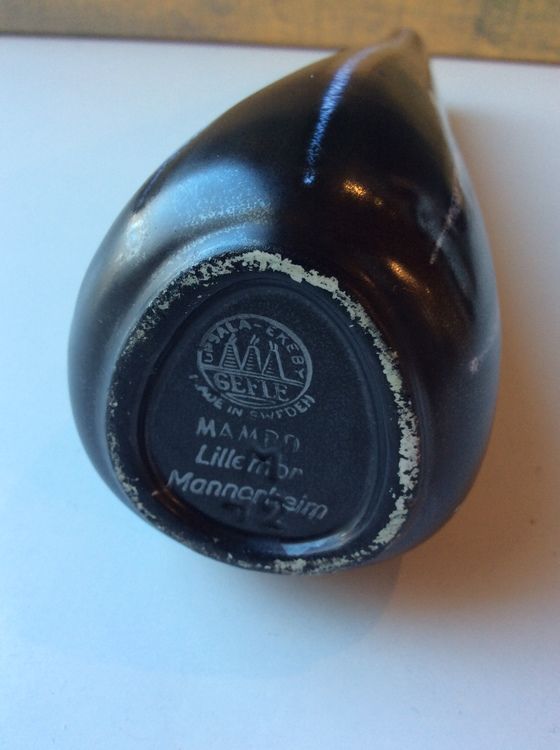 UPSALA-EKEBY
GEFLE
MADE IN SWEDEN
MAMBO
Lillemor
Mannerheim